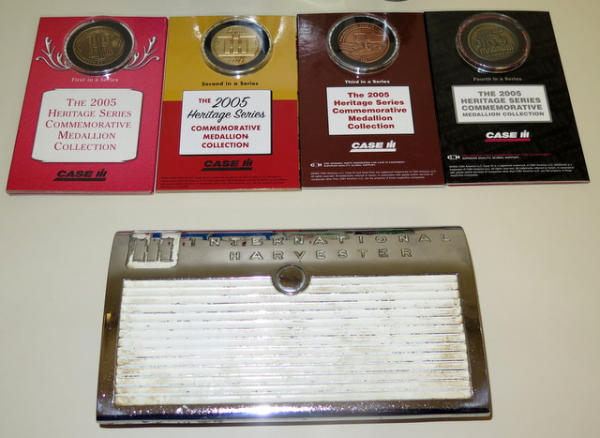 First in a Series
THE 2005
HERITAGE SERIES
COMMEMORATIVE
MEDALLION
COLLECTION
CASE IH
Second in a Series
THE 2005
Heritage Series
COMMEMORATIVE
MEDALLION
COLLECTION
CASE IH
Third in a Series
The 2005
Heritage Series
Commemorative
Medallion
Collection
CASE IH
Fourth in a Series
THE 2005
HERITAGE SERIES
COMMEMORATIVE
MEDALLION COLLECTION
CASE IH
INTERNATIONAL
HARVESTER